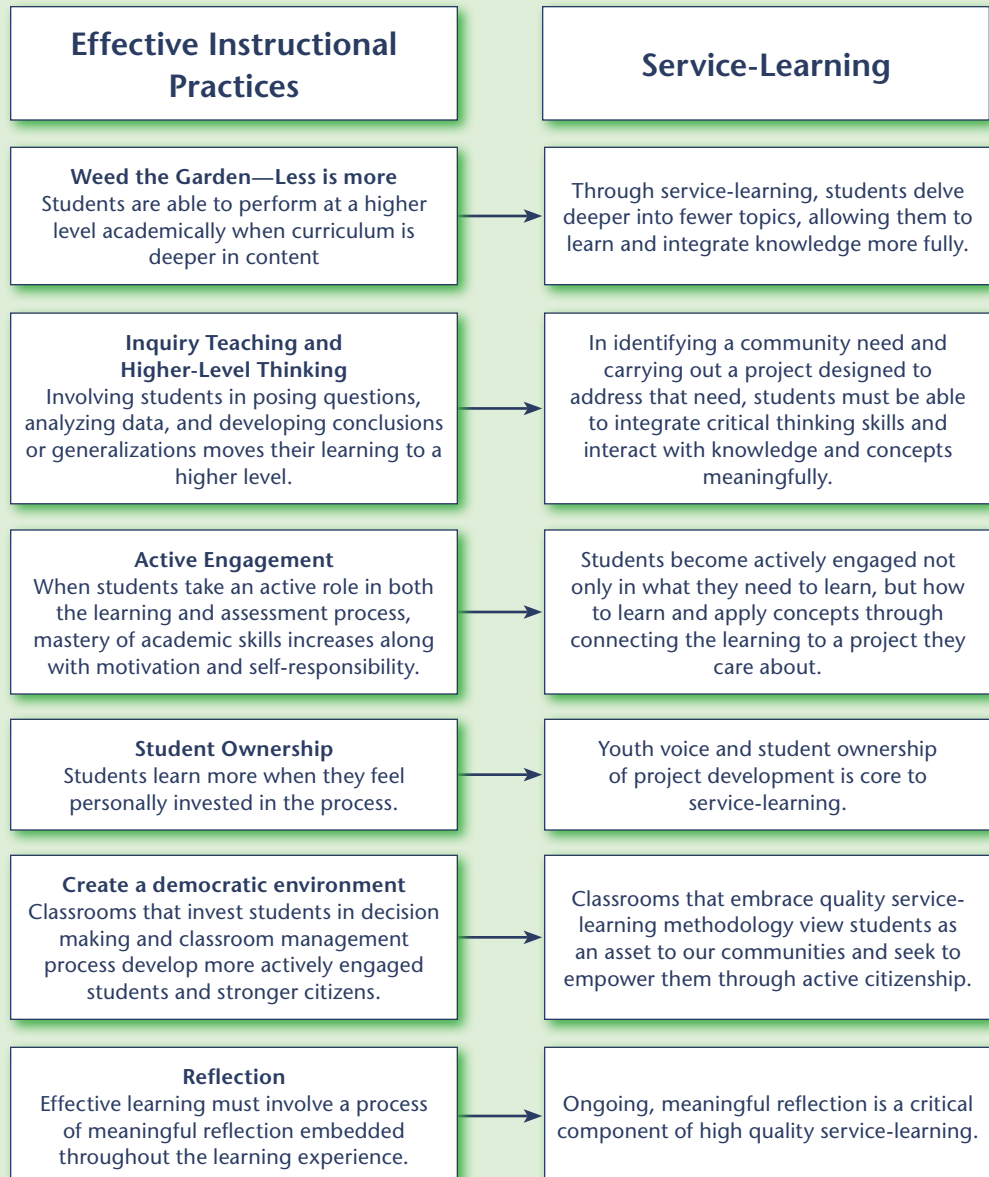 Effective Instructional
Practices
Service-Learning
Weed the Garden—Less is more
Students are able to perform at a higher
level academically when curriculum is
deeper in content
Through service-learning, students delve
deeper into fewer topics, allowing them to
learn and integrate knowledge more fully.
Inquiry Teaching and
Higher-Level Thinking
Involving students in posing questions,
analyzing data, and developing conclusions
or generalizations moves their learning to a
higher level.
In identifying a community need and
carrying out a project designed to
address that need, students must be able
to integrate critical thinking skills and
interact with knowledge and concepts
meaningfully.
Active Engagement
When students take an active role in both
the learning and assessment process,
mastery of academic skills increases along
with motivation and self-responsibility.
Students become actively engaged not
only in what they need to learn, but how
to learn and apply concepts through
connecting the learning to a project they
care about.
Student Ownership
Students learn more when they feel
personally invested in the process.
Youth voice and student ownership
of project development is core to
service-learning.
Create a democratic environment
Classrooms that invest students in decision
making and classroom management
process develop more actively engaged
students and stronger citizens.
Classrooms that embrace quality service-
learning methodology view students as
an asset to our communities and seek to
empower them through active citizenship.
Reflection
Effective learning must involve a process
of meaningful reflection embedded
throughout the learning experience.
Ongoing, meaningful reflection is a critical
component of high quality service-learning.